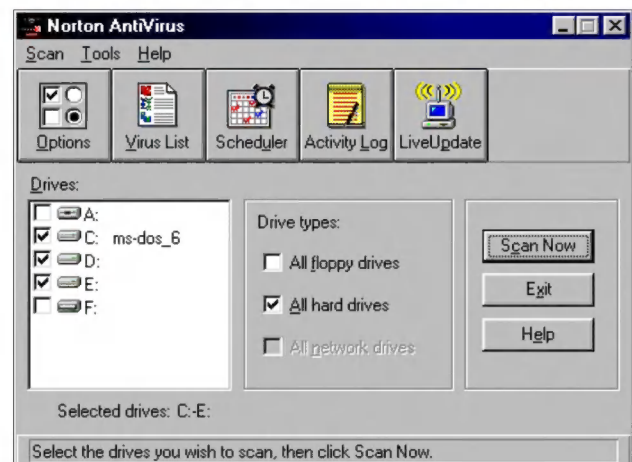 Norton AntiVirus
Scan Tools Help
Options Virus List Scheduler Activity Log LiveUpdate
Drives:
A:
C: ms-dos_6
D:
E:
F:
Drive types:
All floppy drives
All hard drives
All network drives
Scan Now
Exit
Help
Selected drives: C:-E:
Select the drives you wish to scan, then click Scan Now.